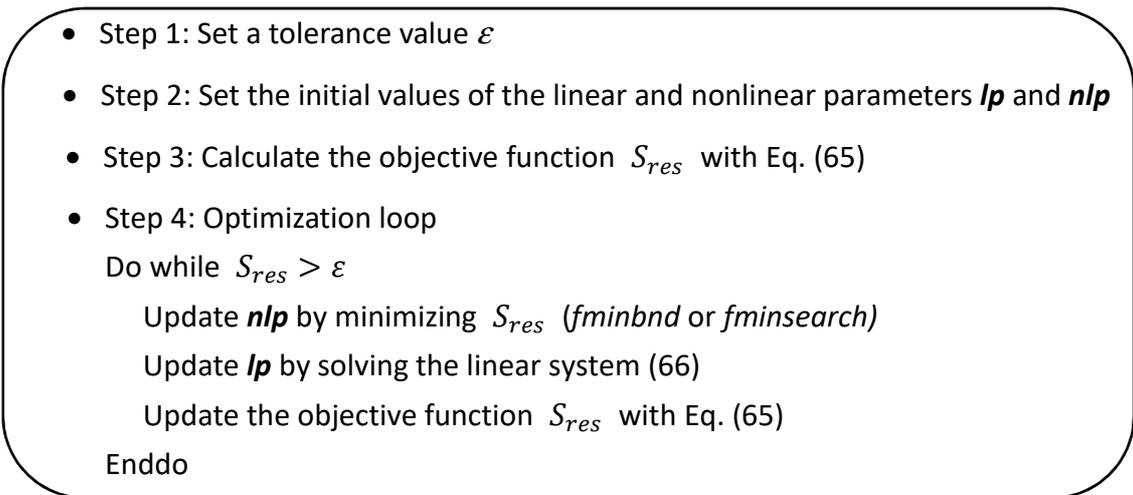 • Step 1: Set a tolerance value ε
• Step 2: Set the initial values of the linear and nonlinear parameters lp and nlp
• Step 3: Calculate the objective function S_res with Eq. (65)
• Step 4: Optimization loop
Do while S_res > ε
Update nlp by minimizing S_res (fminbnd or fminsearch)
Update lp by solving the linear system (66)
Update the objective function S_res with Eq. (65)
Enddo